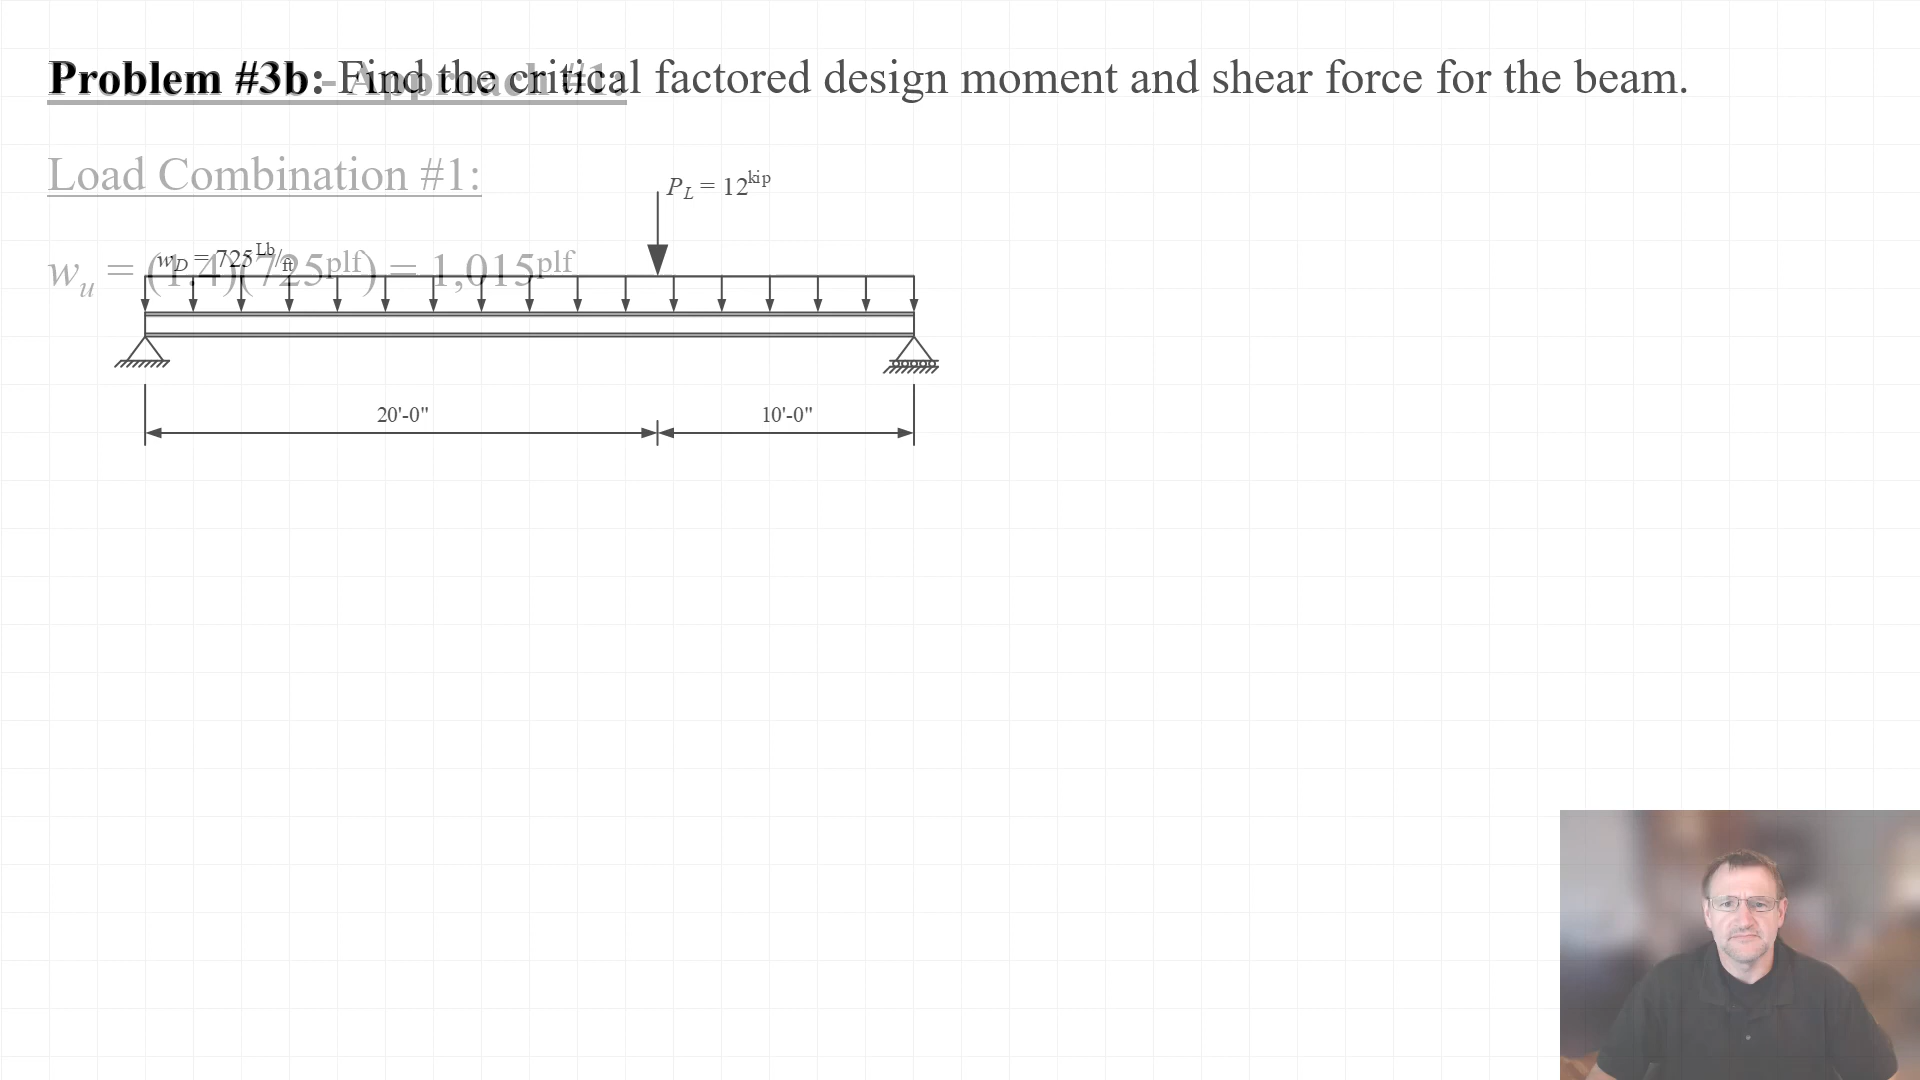 Problem #3b: Find the critical factored design moment and shear force for the beam.
Problem #3b - Approach #1:
Load Combination #1:
P_L = 12^kip
w_D = 725 Lb/ft
w_u = (1.4)(725^plf) = 1,015^plf
20'-0" 10'-0"